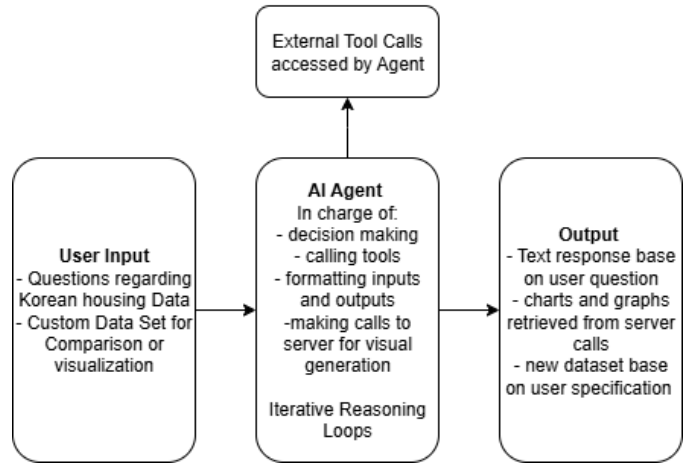 External Tool Calls
accessed by Agent
User Input
- Questions regarding
Korean housing Data
- Custom Data Set for
Comparison or
visualization
AI Agent
In charge of:
- decision making
- calling tools
- formatting inputs
and outputs
-making calls to
server for visual
generation
Iterative Reasoning
Loops
Output
- Text response base
on user question
- charts and graphs
retrieved from server
calls
- new dataset base
on user specification